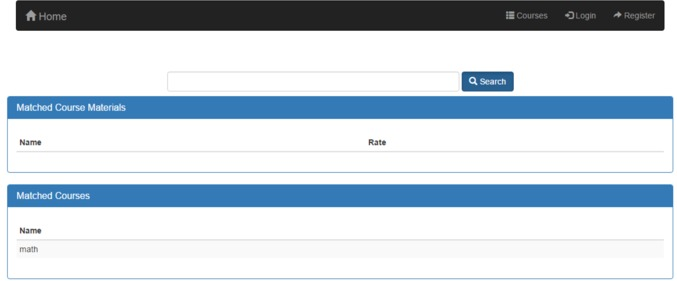 Home Courses Login Register
Search
Matched Course Materials
Name Rate
Matched Courses
Name
math